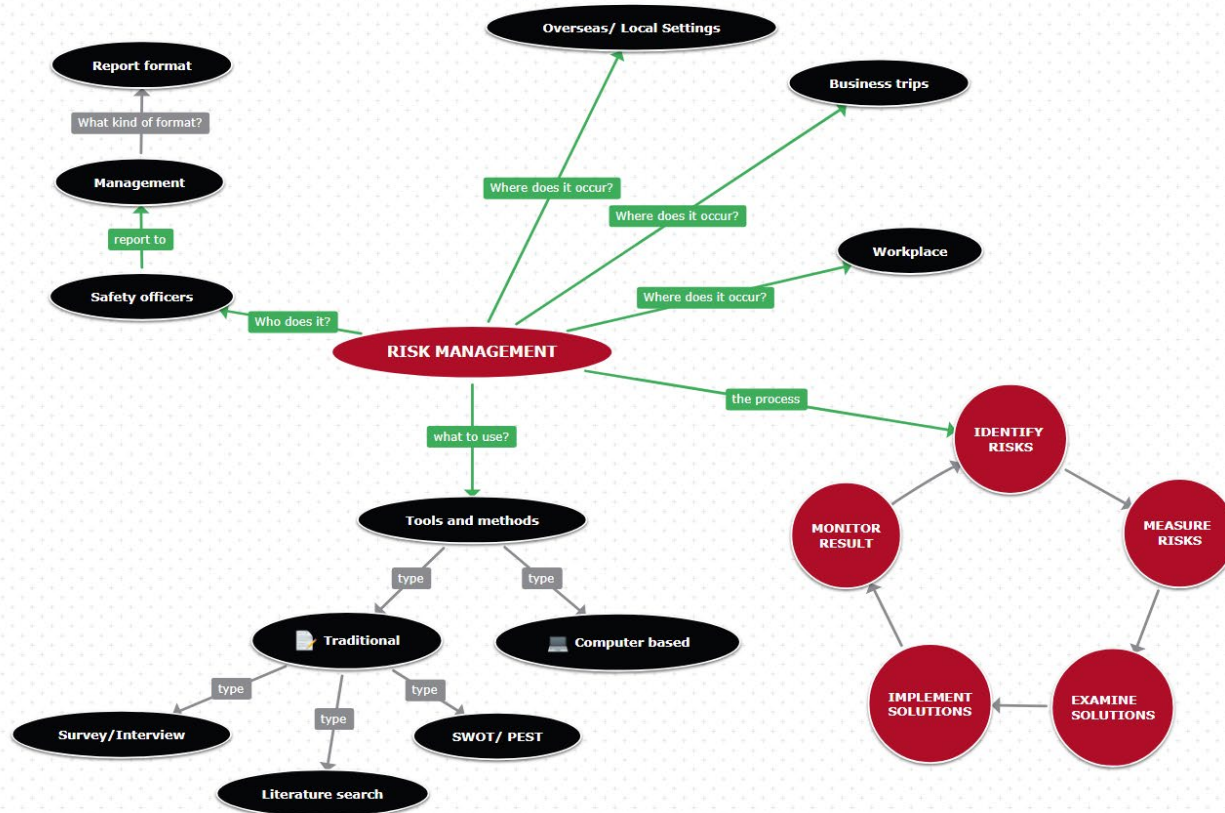 Overseas/ Local Settings
Report format
Business trips
What kind of format?
Management
Where does it occur?
Where does it occur?
report to
Workplace
Safety officers
Where does it occur?
Who does it?
RISK MANAGEMENT
the process
what to use?
IDENTIFY
RISKS
Tools and methods
MONITOR
RESULT
MEASURE
RISKS
type
type
Traditional
Computer based
type
type
type
IMPLEMENT
SOLUTIONS
EXAMINE
SOLUTIONS
Survey/Interview
SWOT/ PEST
Literature search